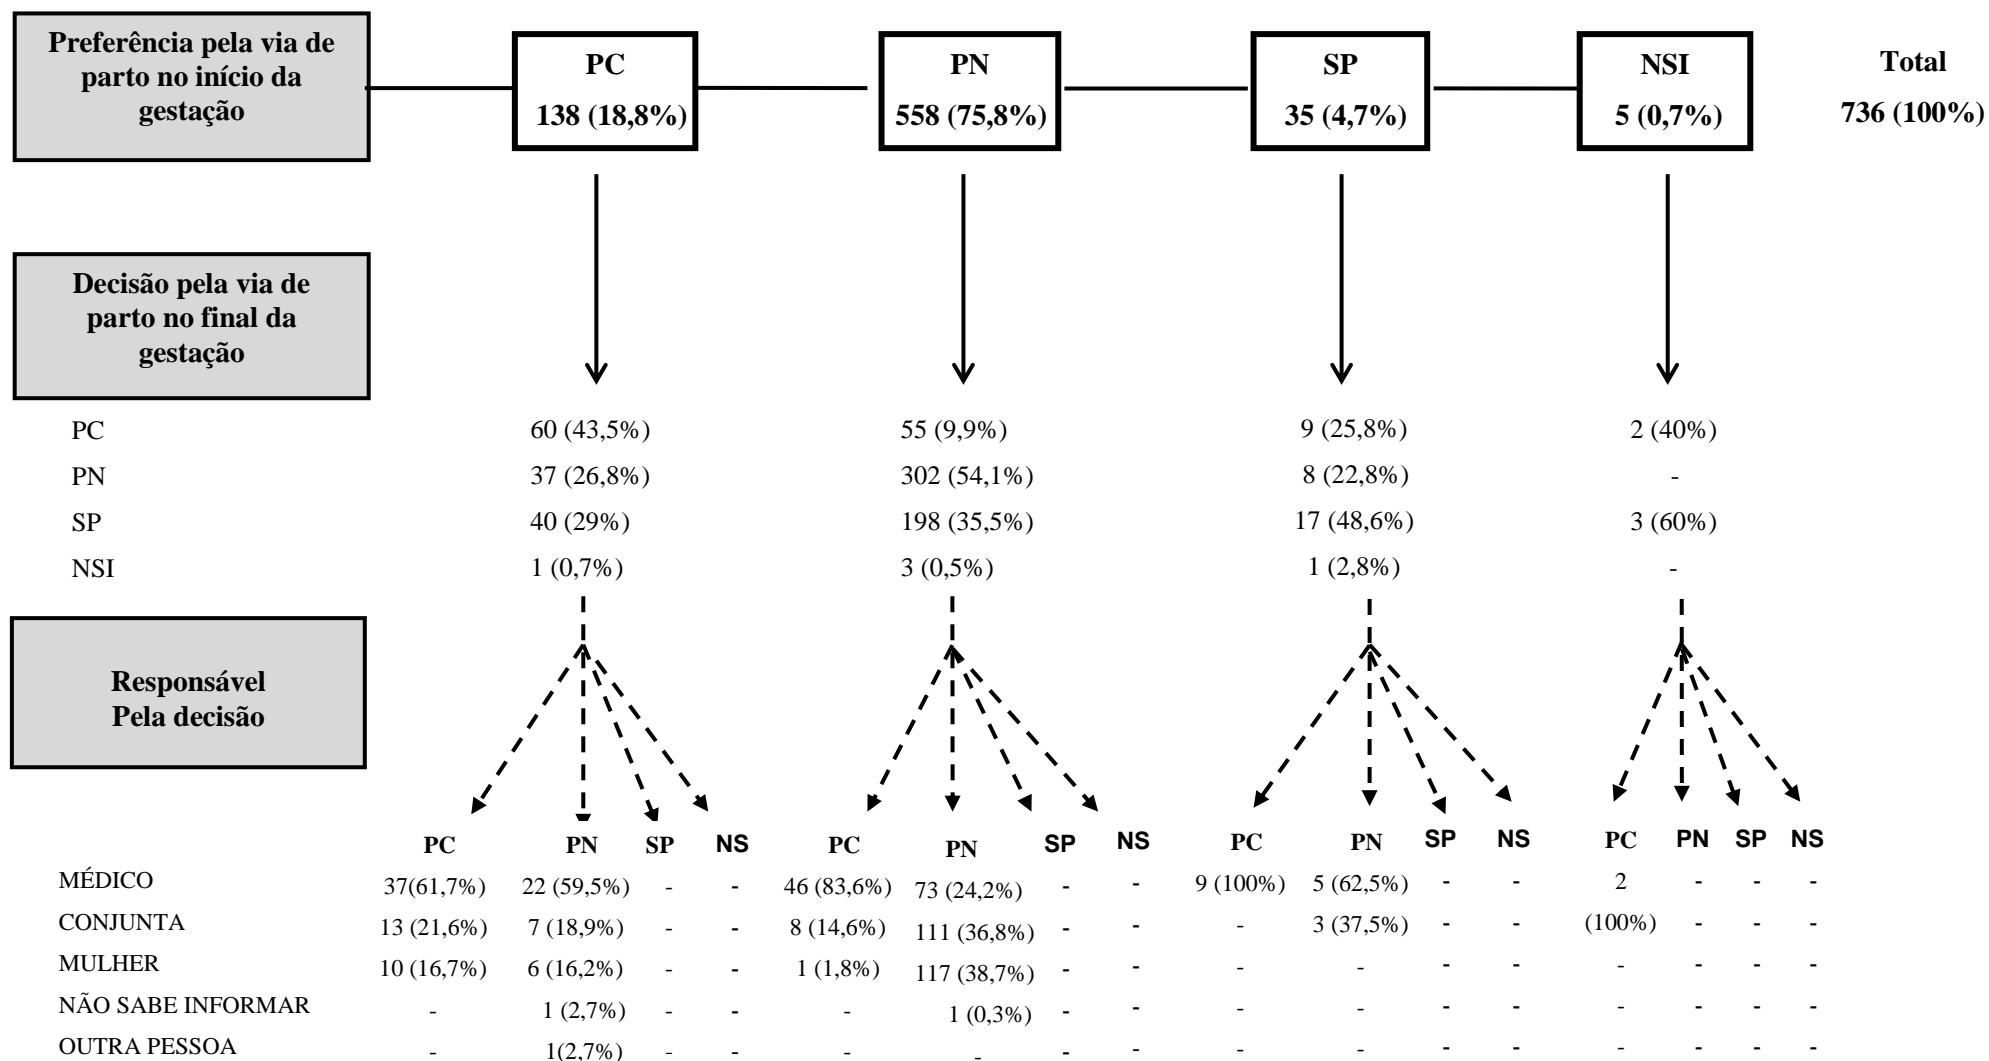 Preferência pela via de
parto no início da
gestação
PC
138 (18,8%)
PN
558 (75,8%)
SP
35 (4,7%)
NSI
5 (0,7%)
Total
736 (100%)
Decisão pela via de
parto no final da
gestação
PC 60 (43,5%) 55 (9,9%) 9 (25,8%) 2 (40%)
PN 37 (26,8%) 302 (54,1%) 8 (22,8%) -
SP 40 (29%) 198 (35,5%) 17 (48,6%) 3 (60%)
NSI 1 (0,7%) 3 (0,5%) 1 (2,8%) -
Responsável
Pela decisão
PC PN SP NS PC PN SP NS PC PN SP NS PC PN SP NS
MÉDICO 37(61,7%) 22 (59,5%) - - 46 (83,6%) 73 (24,2%) - - 9 (100%) 5 (62,5%) - - 2 - - -
CONJUNTA 13 (21,6%) 7 (18,9%) - - 8 (14,6%) 111 (36,8%) - - - 3 (37,5%) - - (100%) - - -
MULHER 10 (16,7%) 6 (16,2%) - - 1 (1,8%) 117 (38,7%) - - - - - - - - - -
NÃO SABE INFORMAR - 1 (2,7%) - - - 1 (0,3%) - - - - - - - - - -
OUTRA PESSOA - 1(2,7%) - - - - - - - - - - - - - -